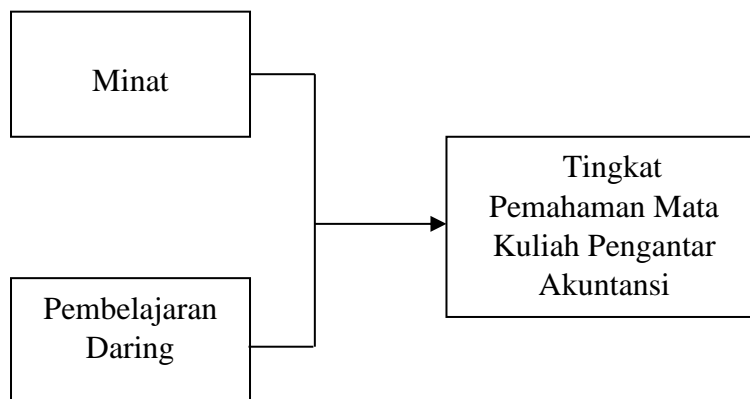 Minat
Tingkat
Pemahaman Mata
Kuliah Pengantar
Akuntansi
Pembelajaran
Daring